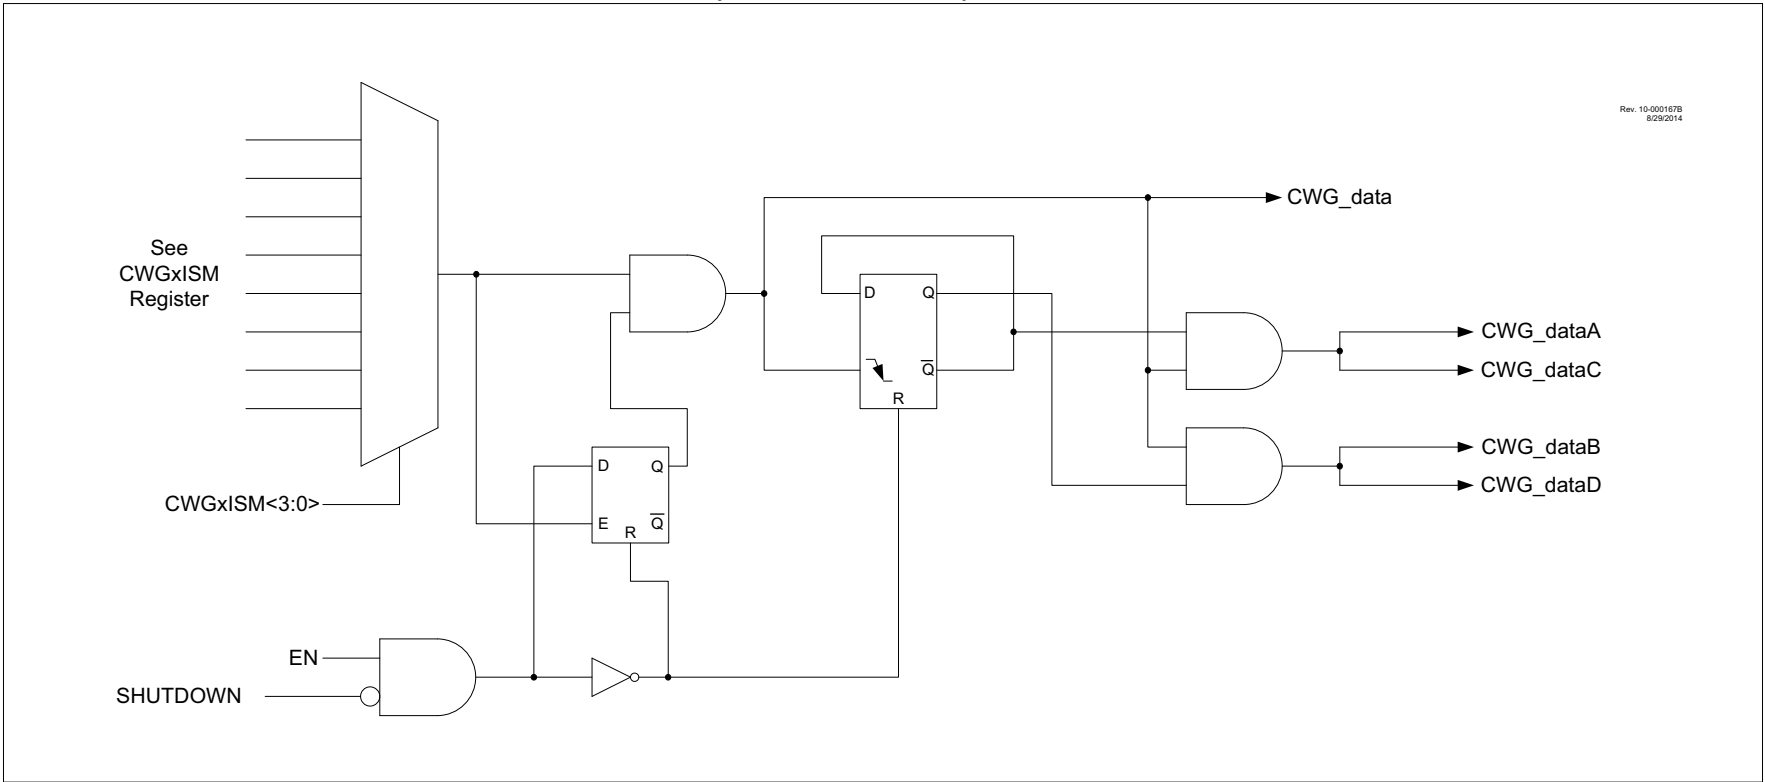 Rev. 10-000167B
8/29/2014
CWG_data
See
CWGxISM
Register
D Q
Q̅
R
CWG_dataA
CWG_dataC
CWG_dataB
CWG_dataD
D Q
E Q̅
R
CWGxISM<3:0>
EN
SHUTDOWN